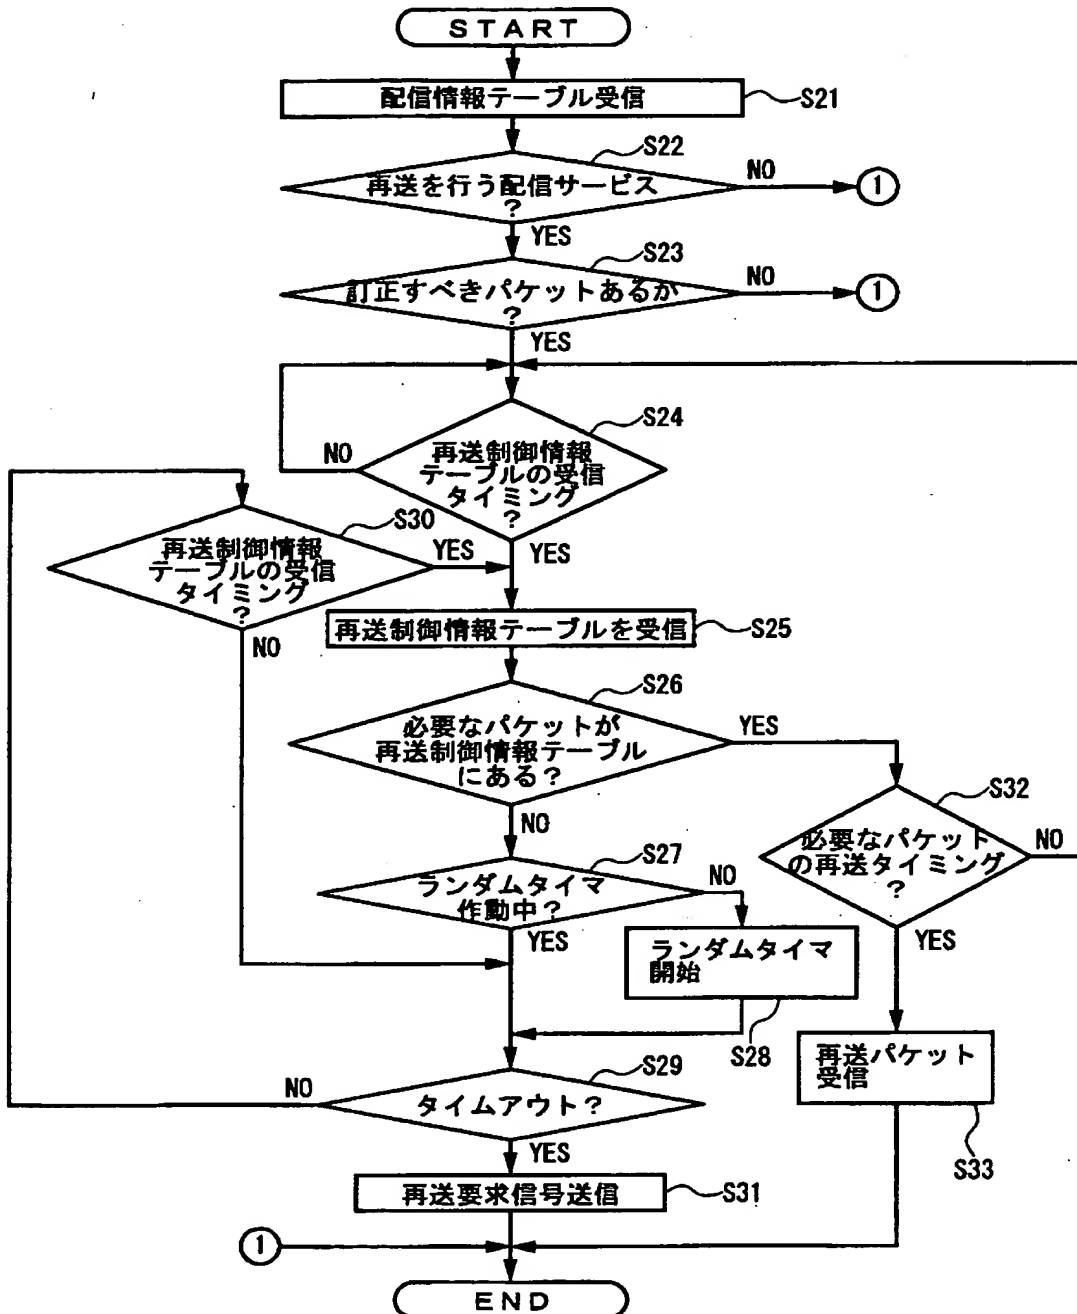 START
配信情報テーブル受信
S21
S22
再送を行う配信サービス
?
NO
1
YES
S23
訂正すべきパケットあるか
?
NO
1
YES
S24
NO
再送制御情報
テーブルの受信
タイミング
?
YES
S30
再送制御情報
テーブルの受信
タイミング
?
YES
NO
再送制御情報テーブルを受信
S25
S26
必要なパケットが
再送制御情報テーブル
にある?
YES
NO
S32
必要なパケット
の再送タイミング
?
NO
YES
S27
ランダムタイマ
作動中?
NO
YES
ランダムタイマ
開始
S28
再送パケット
受信
S33
S29
NO
タイムアウト?
YES
再送要求信号送信
S31
1
END